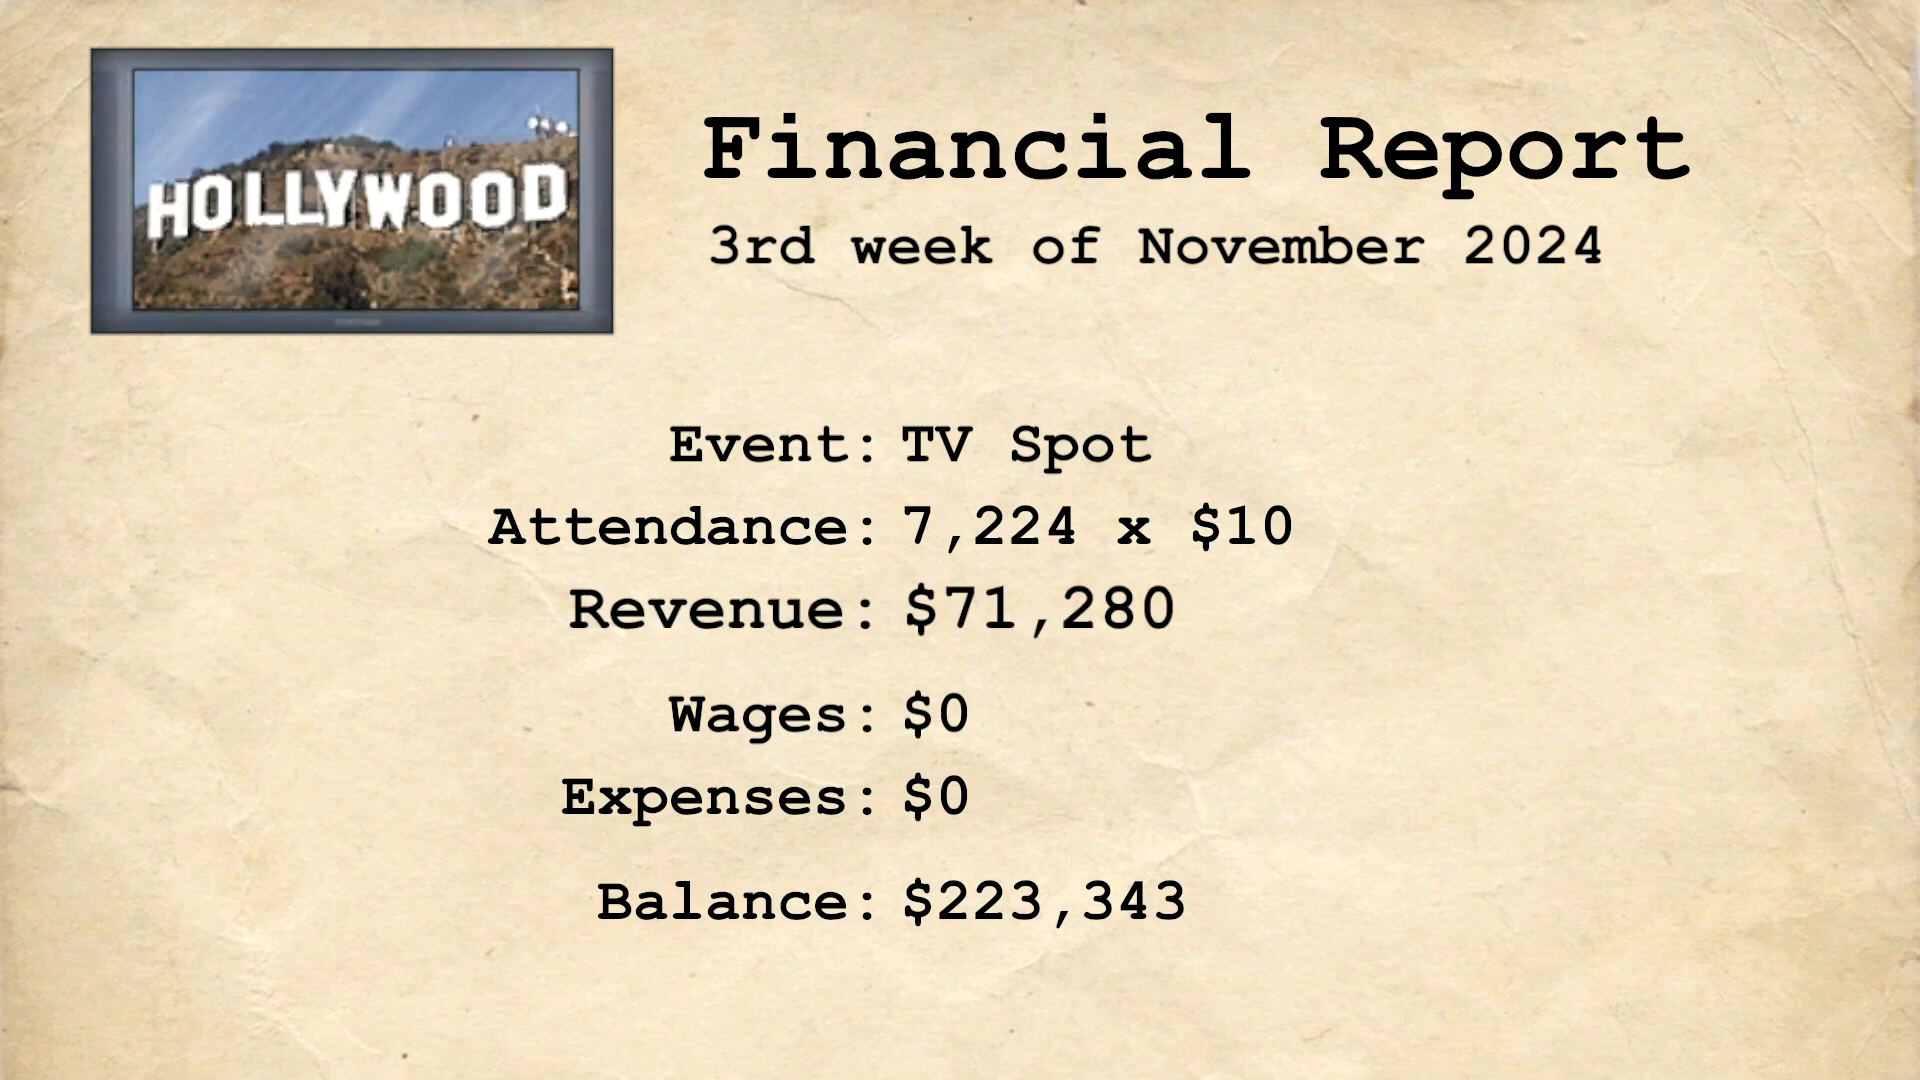 HOLLYWOOD
Financial Report
3rd week of November 2024
Event: TV Spot
Attendance: 7,224 x $10
Revenue: $71,280
Wages: $0
Expenses: $0
Balance: $223,343